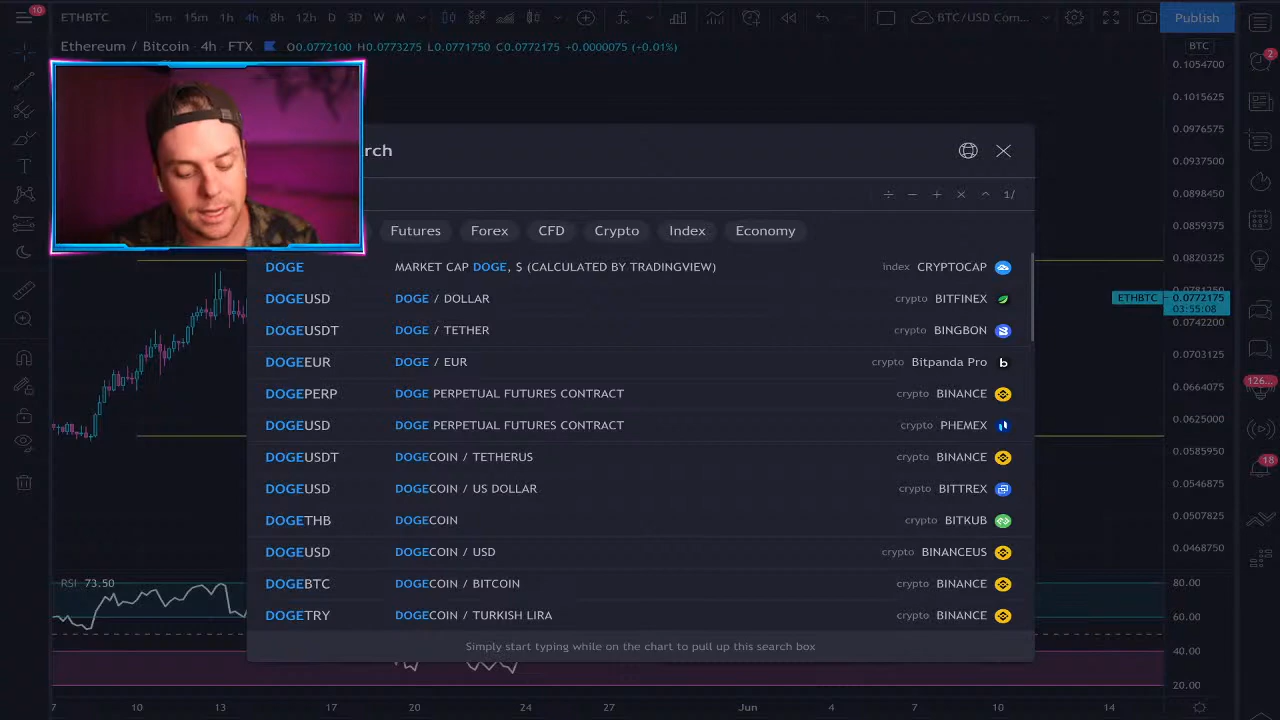 10 ETHBTC 5m 15m 1h 4h 8h 12h D 3D W M BTC/USD Com... Publish
Ethereum / Bitcoin · 4h · FTX O0.0772100 H0.0773275 L0.0771750 C0.0772175 +0.0000075 (+0.01%) BTC
0.1054700
2
0.1015625
0.0976560
rch
0.0937500
1/
0.0898450
Futures Forex CFD Crypto Index Economy
0.0859400
0.0820335
DOGE MARKET CAP DOGE, $ (CALCULATED BY TRADINGVIEW) index CRYPTOCAP
DOGEUSD DOGE / DOLLAR crypto BITFINEX
ETHBTC 0.0772175
03:55:08
0.0742200
DOGEUSDT DOGE / TETHER crypto BINGBON
0.0703125
DOGEEUR DOGE / EUR crypto Bitpanda Pro
0.0664075
126...
DOGEPERP DOGE PERPETUAL FUTURES CONTRACT crypto BINANCE
0.0625000
DOGEUSD DOGE PERPETUAL FUTURES CONTRACT crypto PHEMEX
0.0585950
DOGEUSDT DOGECOIN / TETHERUS crypto BINANCE
18
0.0546875
DOGEUSD DOGECOIN / US DOLLAR crypto BITTREX
0.0507825
DOGETHB DOGECOIN crypto BITKUB
0.0468750
DOGEUSD DOGECOIN / USD crypto BINANCEUS
RSI 73.50
80.00
DOGEBTC DOGECOIN / BITCOIN crypto BINANCE
60.00
DOGETRY DOGECOIN / TURKISH LIRA crypto BINANCE
Simply start typing while on the chart to pull up this search box
40.00
20.00
7 10 13 17 20 24 27 Jun 4 7 10 14